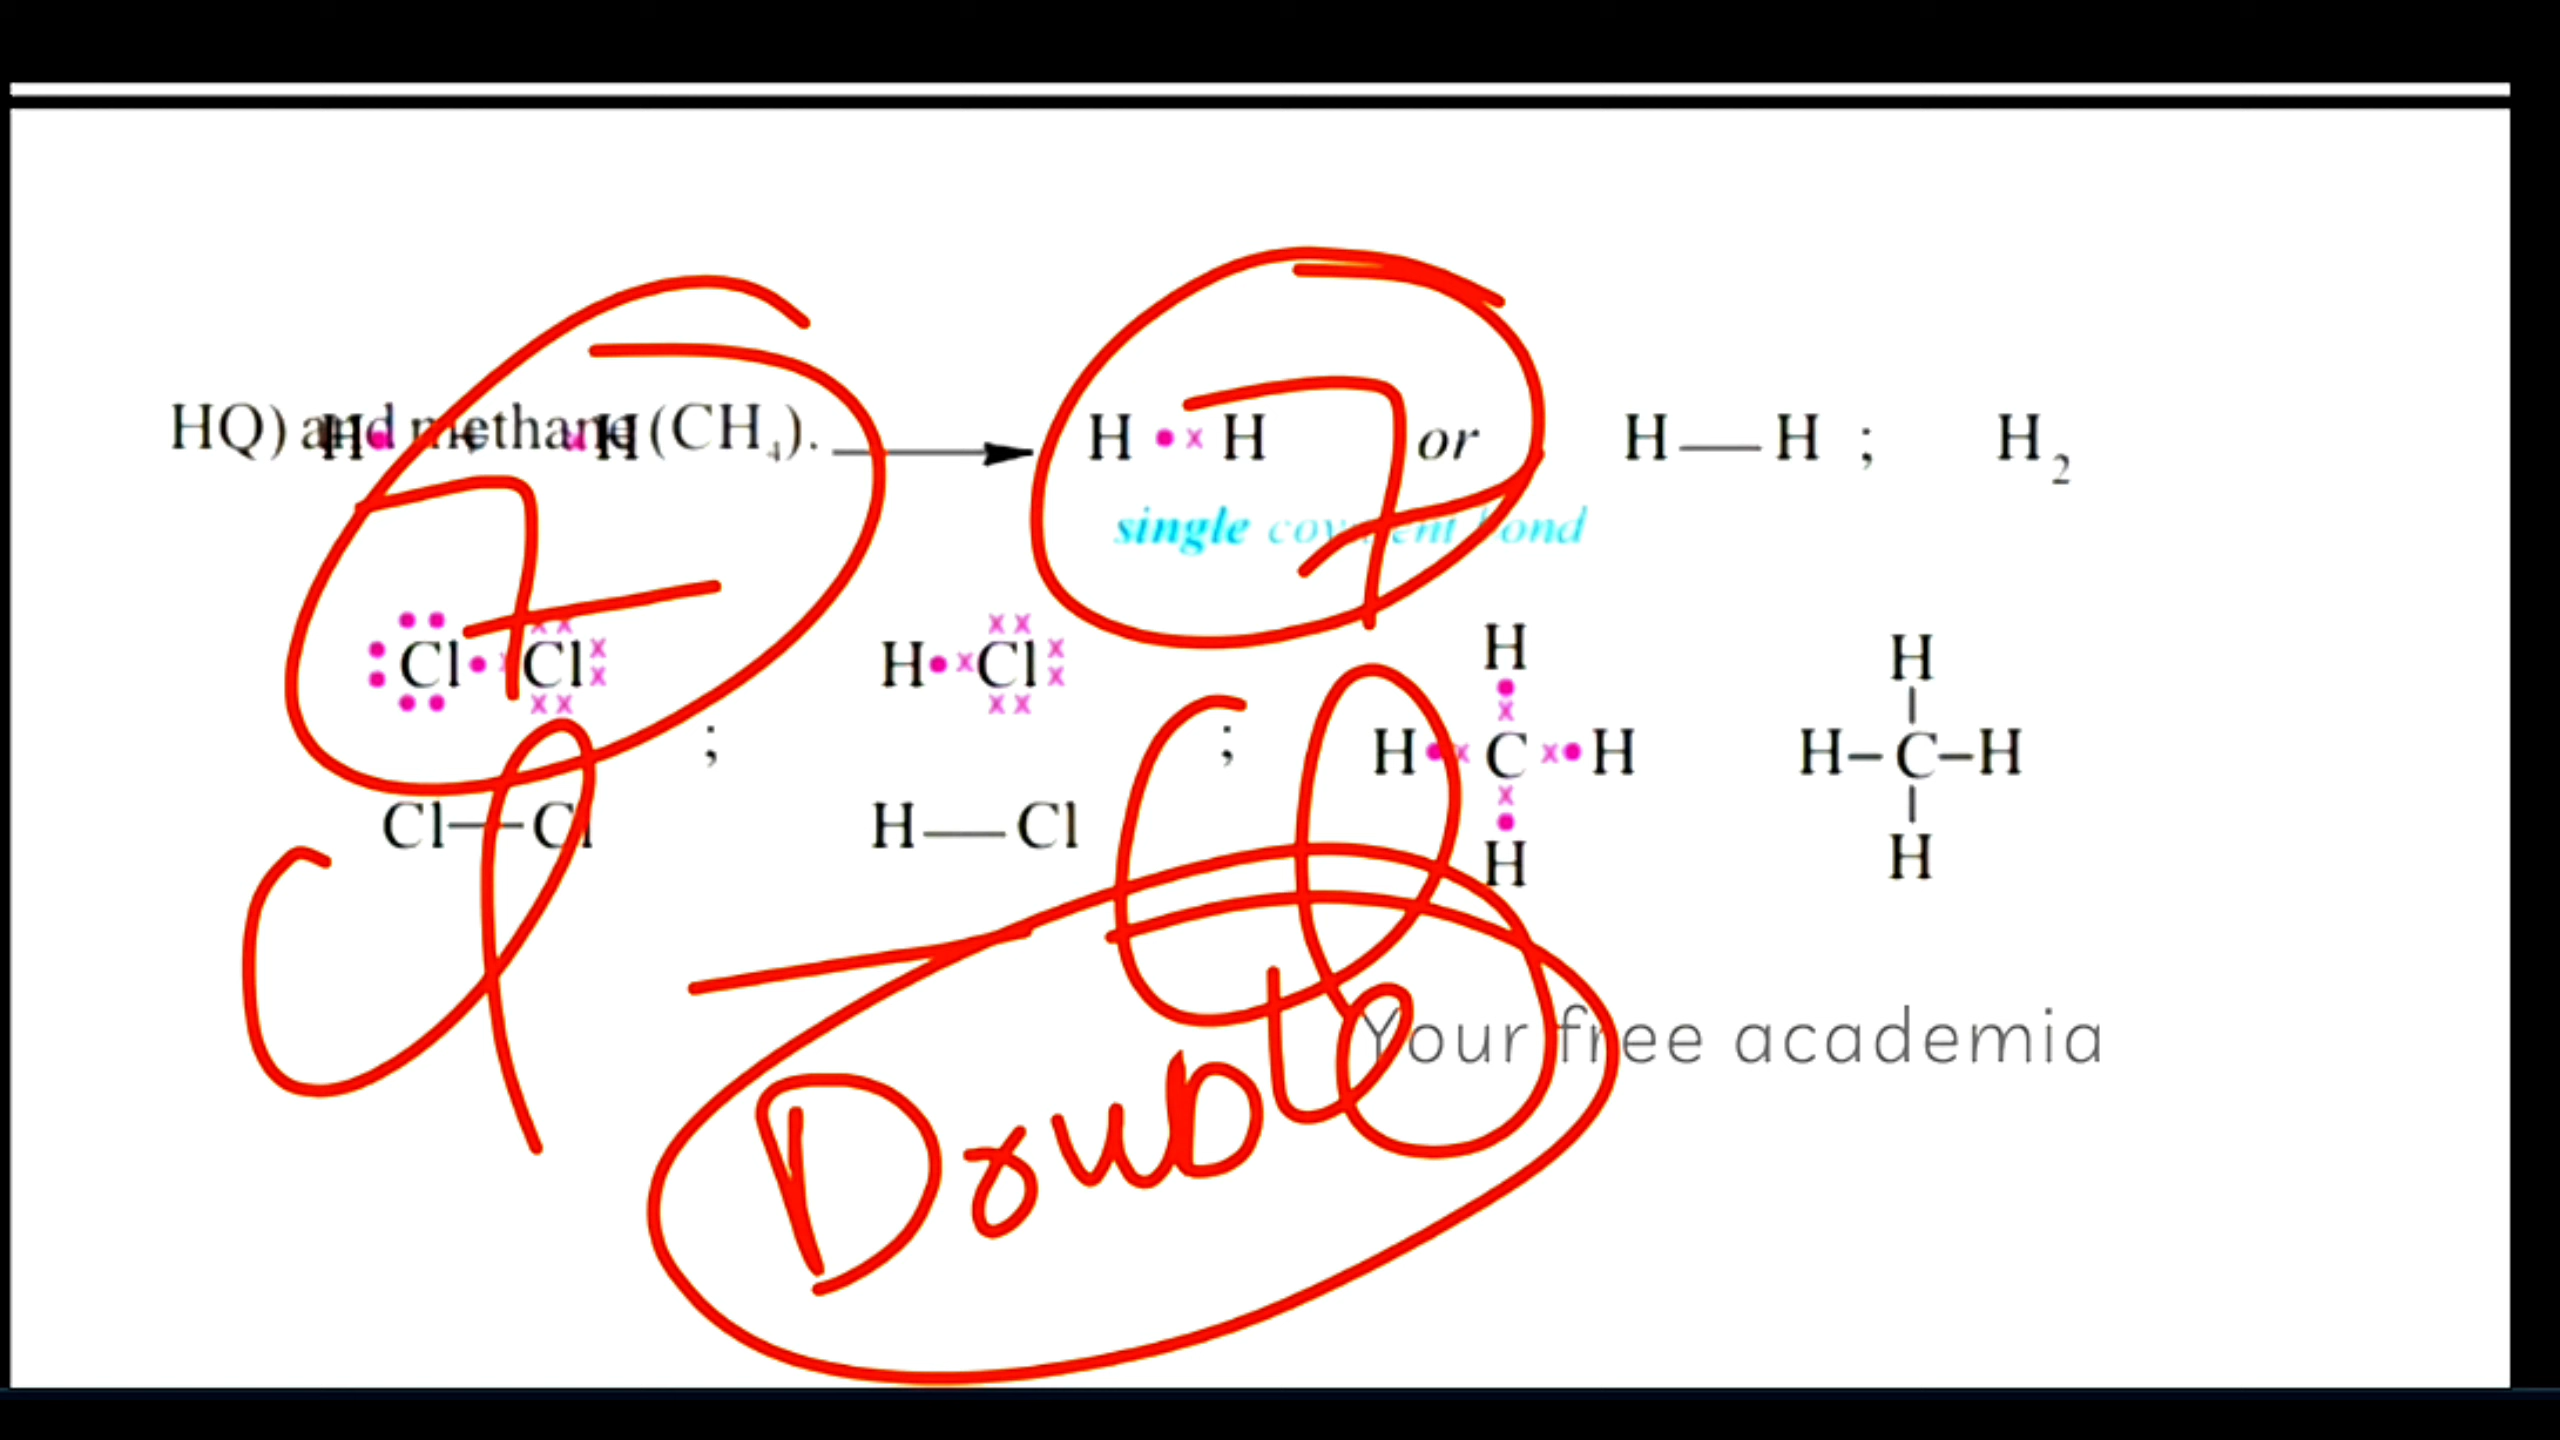 HQ) and methane (CH₄).
H• + xH ⟶ H •x H or H—H ; H₂
single covalent bond
Cl • Cl ; H • x Cl ;
H
H • x C x • H
H
H
H–C–H
H
Cl—Cl
H—Cl
Your free academia
Double